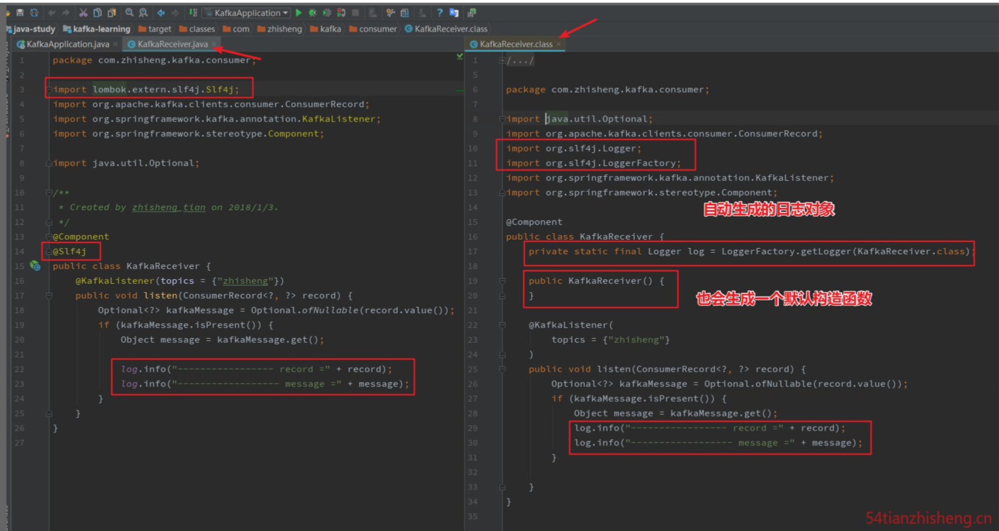 KafkaApplication
java-study kafka-learning target classes com zhisheng kafka consumer KafkaReceiver.class
KafkaApplication.java × KafkaReceiver.java ×
1 package com.zhisheng.kafka.consumer;
2
3 import lombok.extern.slf4j.Slf4j;
4 import org.apache.kafka.clients.consumer.ConsumerRecord;
5 import org.springframework.kafka.annotation.KafkaListener;
6 import org.springframework.stereotype.Component;
7
8 import java.util.Optional;
9
10 /**
11 * Created by zhisheng_tian on 2018/1/3.
12 */
13 @Component
14 @Slf4j
15 public class KafkaReceiver {
16 @KafkaListener(topics = {"zhisheng"})
17 public void listen(ConsumerRecord<?, ?> record) {
18 Optional<?> kafkaMessage = Optional.ofNullable(record.value());
19 if (kafkaMessage.isPresent()) {
20 Object message = kafkaMessage.get();
21
22 log.info("----------------- record =" + record);
23 log.info("------------------ message =" + message);
24 }
25 }
26 }
27
KafkaReceiver.class ×
1 /.../
5
6 package com.zhisheng.kafka.consumer;
7
8 import java.util.Optional;
9 import org.apache.kafka.clients.consumer.ConsumerRecord;
10 import org.slf4j.Logger;
11 import org.slf4j.LoggerFactory;
12 import org.springframework.kafka.annotation.KafkaListener;
13 import org.springframework.stereotype.Component;
自动生成的日志对象
14
15 @Component
16 public class KafkaReceiver {
17 private static final Logger log = LoggerFactory.getLogger(KafkaReceiver.class);
18
19 public KafkaReceiver() {
20 }
也会生成一个默认构造函数
21
22 @KafkaListener(
23 topics = {"zhisheng"}
24 )
25 public void listen(ConsumerRecord<?, ?> record) {
26 Optional<?> kafkaMessage = Optional.ofNullable(record.value());
27 if (kafkaMessage.isPresent()) {
28 Object message = kafkaMessage.get();
29 log.info("----------------- record =" + record);
30 log.info("------------------ message =" + message);
31 }
32
33 }
34 }
35
54tianzhisheng.cn